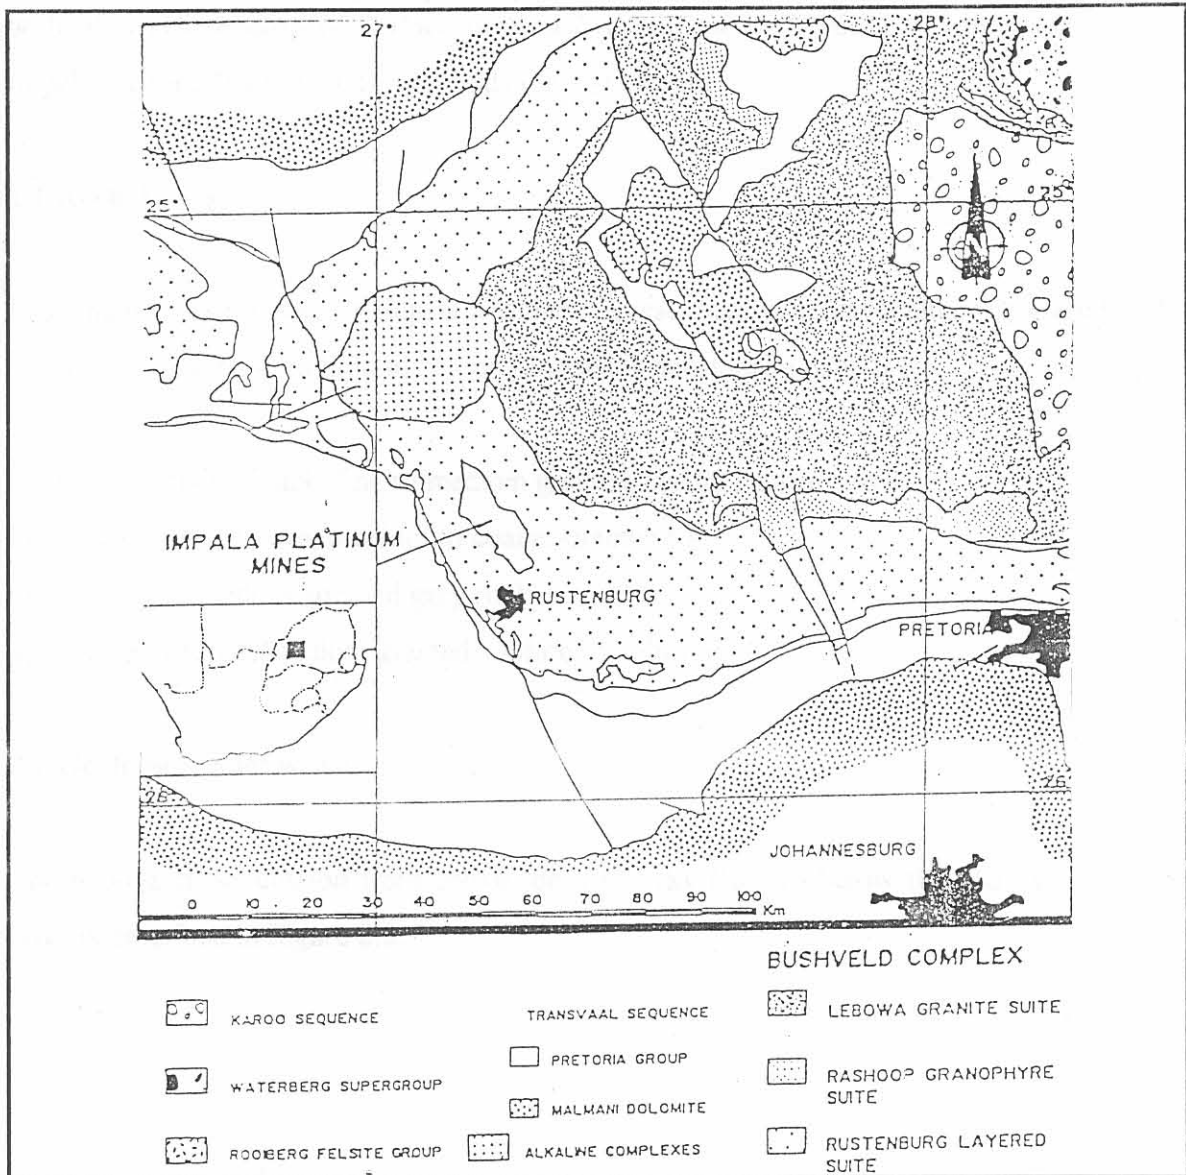 27°
28°
25°
25°
N
IMPALA PLATINUM
MINES
RUSTENBURG
PRETORIA
26°
26
JOHANNESBURG
0 10 20 30 40 50 60 70 80 90 100
Km
BUSHVELD COMPLEX
KAROO SEQUENCE
WATERBERG SUPERGROUP
ROOIBERG FELSITE GROUP
TRANSVAAL SEQUENCE
PRETORIA GROUP
MALMANI DOLOMITE
ALKALINE COMPLEXES
LEBOWA GRANITE SUITE
RASHOOP GRANOPHYRE
SUITE
RUSTENBURG LAYERED
SUITE